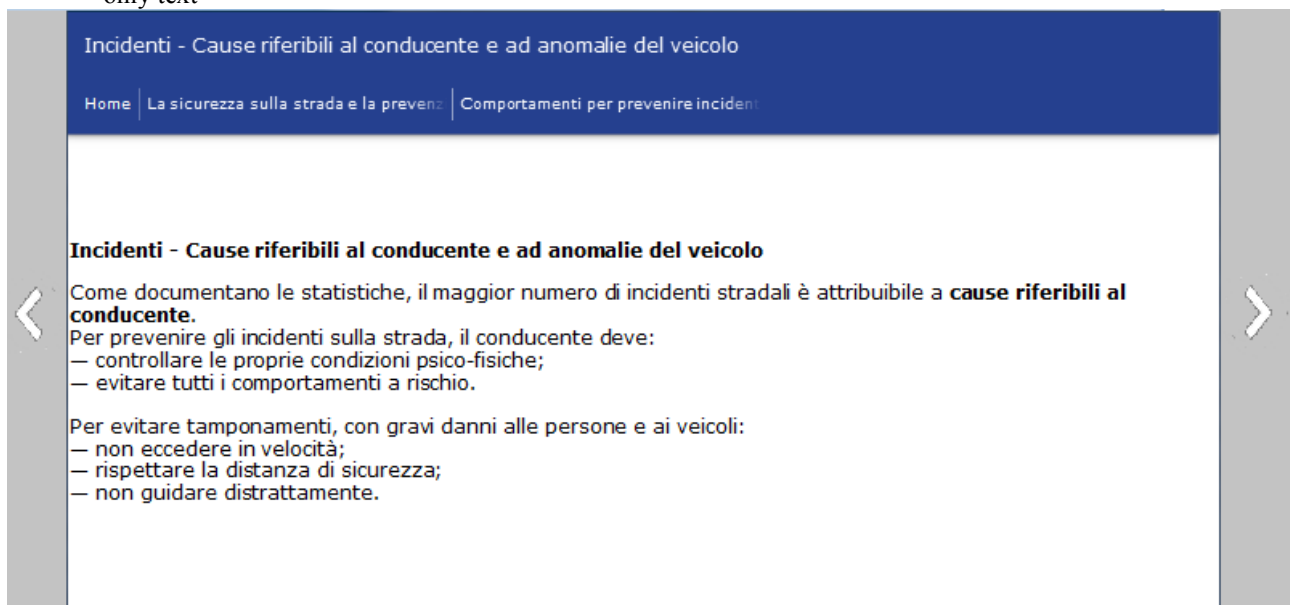 only text
Incidenti - Cause riferibili al conducente e ad anomalie del veicolo
Home La sicurezza sulla strada e la prevenz Comportamenti per prevenire incident
Incidenti - Cause riferibili al conducente e ad anomalie del veicolo
Come documentano le statistiche, il maggior numero di incidenti stradali è attribuibile a cause riferibili al
conducente.
Per prevenire gli incidenti sulla strada, il conducente deve:
— controllare le proprie condizioni psico-fisiche;
— evitare tutti i comportamenti a rischio.
Per evitare tamponamenti, con gravi danni alle persone e ai veicoli:
— non eccedere in velocità;
— rispettare la distanza di sicurezza;
— non guidare distrattamente.